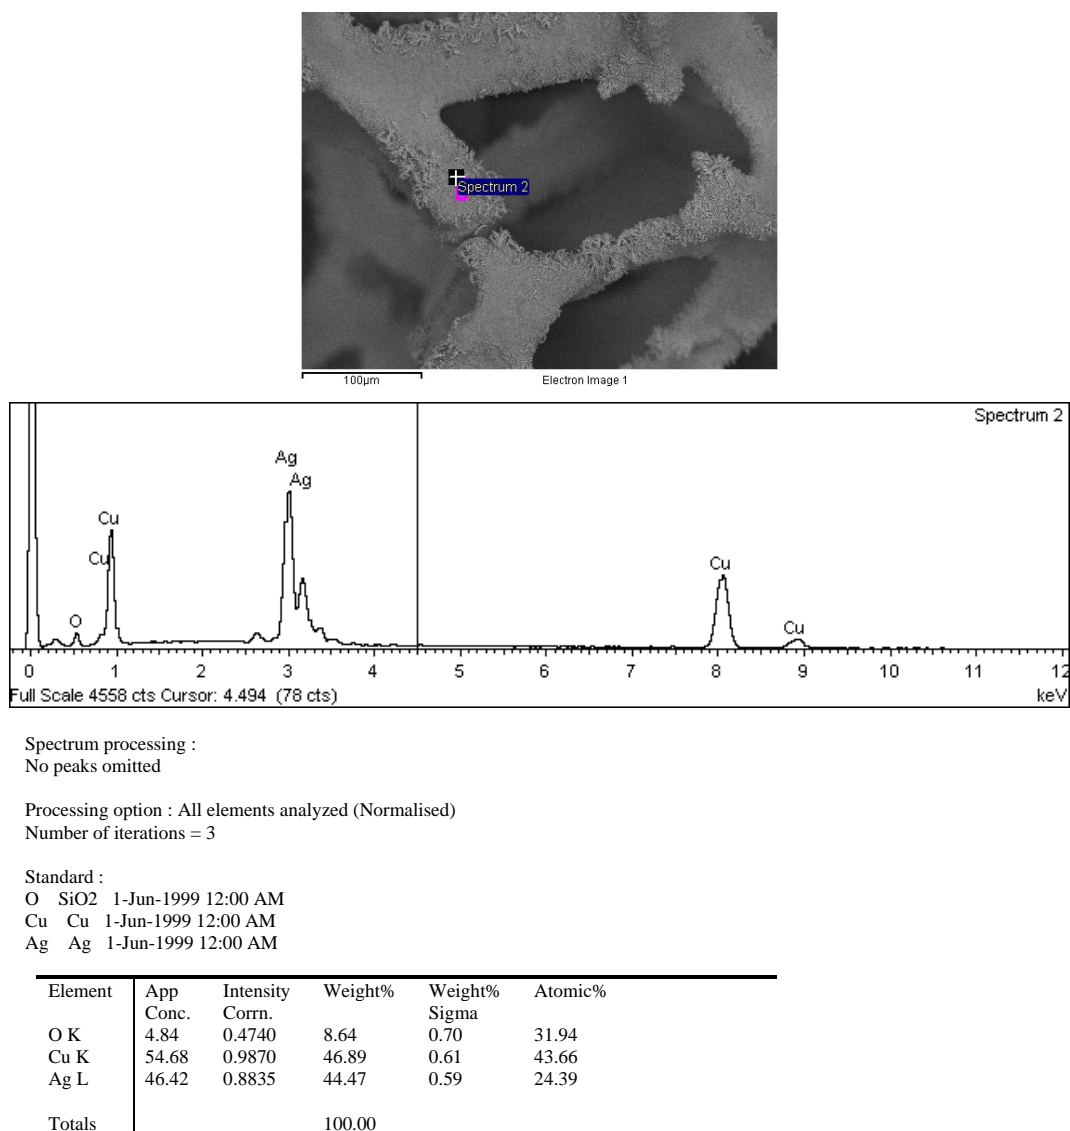 Spectrum 2
100µm Electron Image 1
Spectrum 2
Ag
Ag
Cu
Cu
O
Cu
Cu
0 1 2 3 4 5 6 7 8 9 10 11 12
Full Scale 4558 cts Cursor: 4.494 (78 cts) keV
Spectrum processing :
No peaks omitted
Processing option : All elements analyzed (Normalised)
Number of iterations = 3
Standard :
O SiO2 1-Jun-1999 12:00 AM
Cu Cu 1-Jun-1999 12:00 AM
Ag Ag 1-Jun-1999 12:00 AM
Element App Intensity Weight% Weight% Atomic%
Conc. Corrn. Sigma
O K 4.84 0.4740 8.64 0.70 31.94
Cu K 54.68 0.9870 46.89 0.61 43.66
Ag L 46.42 0.8835 44.47 0.59 24.39
Totals 100.00